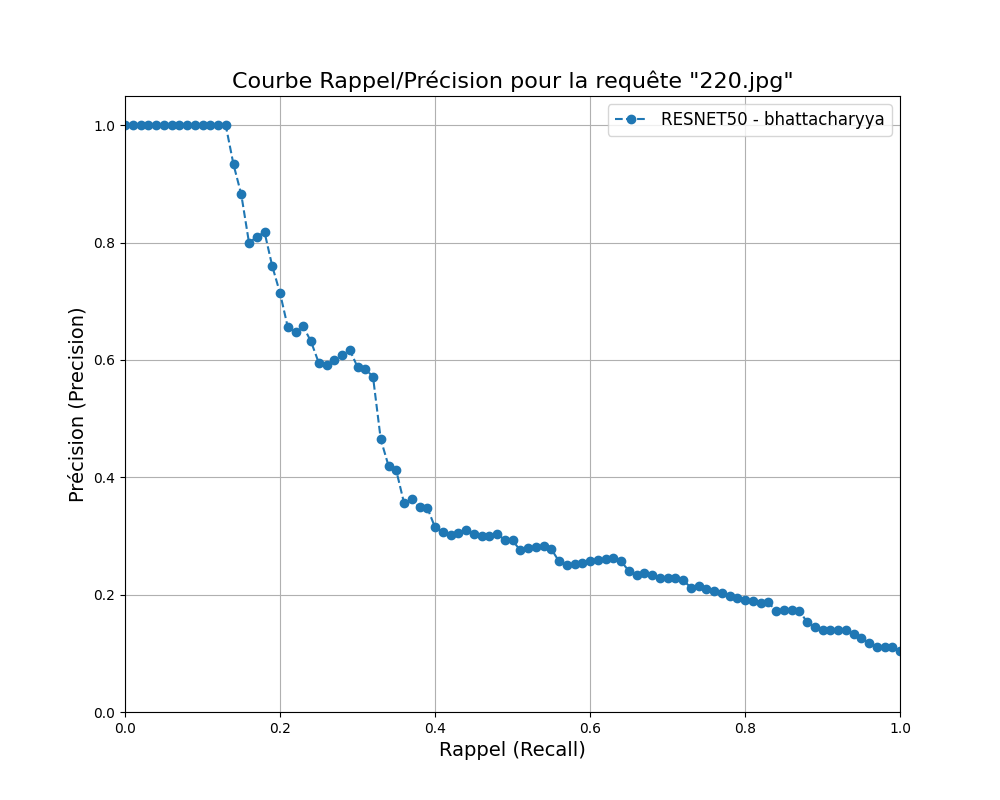 Courbe Rappel/Précision pour la requête "220.jpg"
RESNET50 - bhattacharyya
1.0
0.8
0.6
0.4
0.2
0.0
Précision (Precision)
0.0 0.2 0.4 0.6 0.8 1.0
Rappel (Recall)